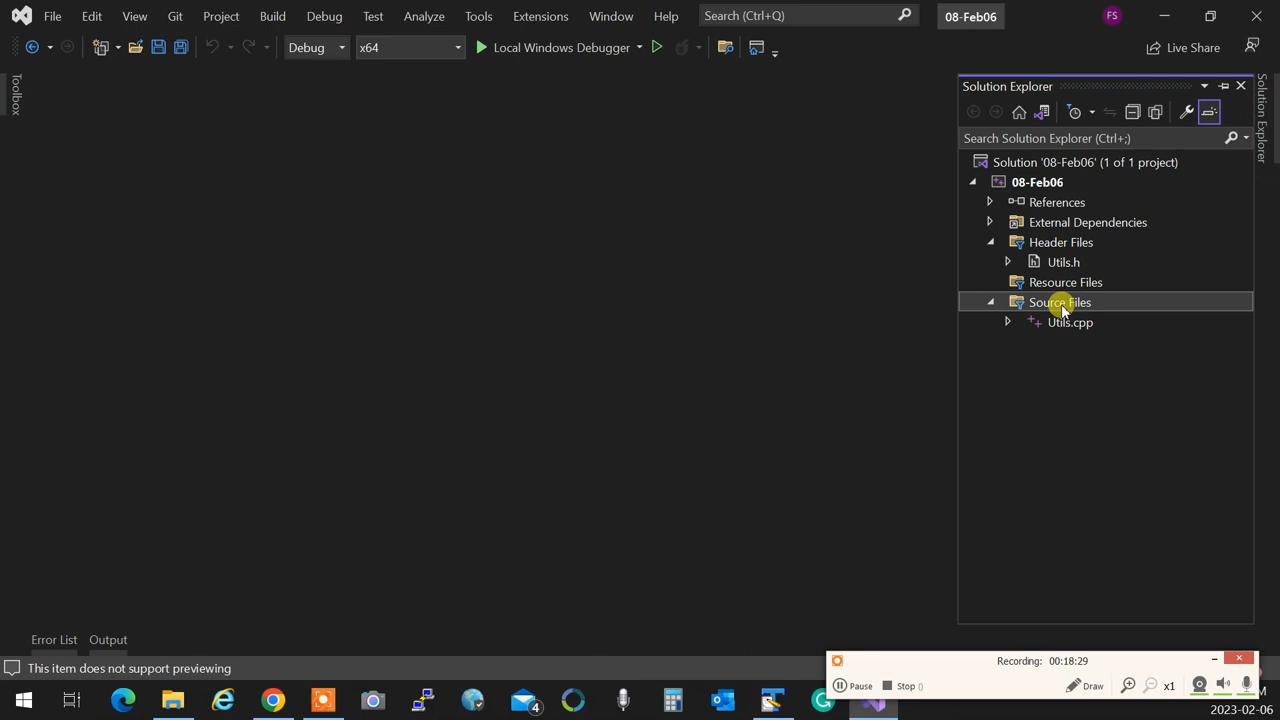 File Edit View Git Project Build Debug Test Analyze Tools Extensions Window Help Search (Ctrl+Q) 08-Feb06 FS
Debug x64 Local Windows Debugger Live Share
Toolbox
Solution Explorer
Solution Explorer
Search Solution Explorer (Ctrl+;)
Solution '08-Feb06' (1 of 1 project)
08-Feb06
References
External Dependencies
Header Files
Utils.h
Resource Files
Source Files
Utils.cpp
Error List Output
This item does not support previewing
Recording: 00:18:29
Pause Stop () Draw x1
4
2023-02-06